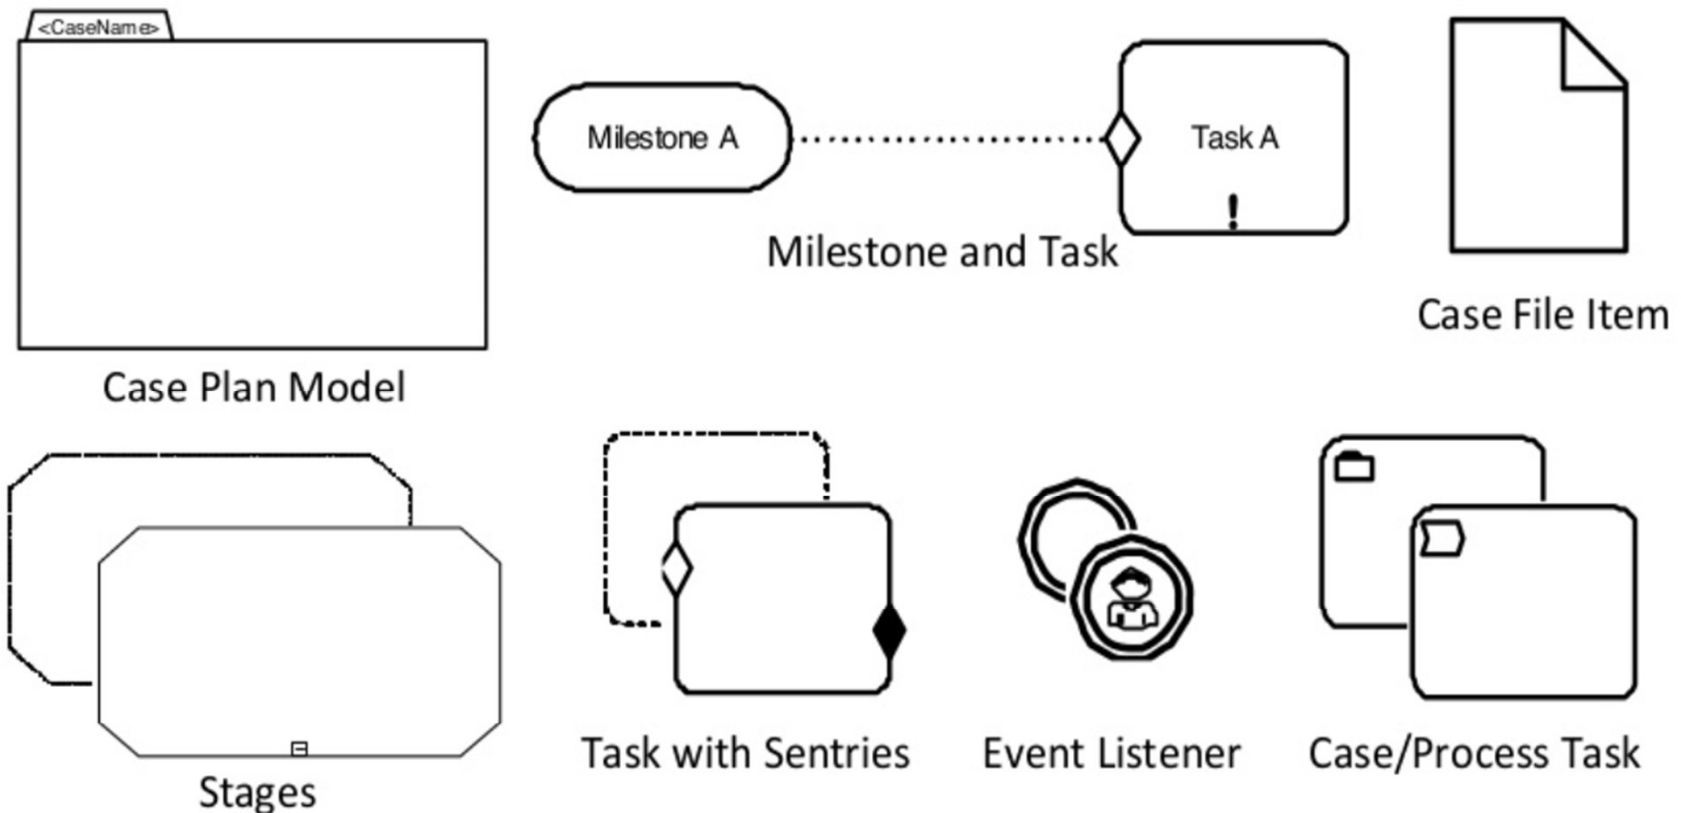 <CaseName>
Milestone A
Task A
!
Milestone and Task
Case File Item
Case Plan Model
Stages
Task with Sentries
Event Listener
Case/Process Task